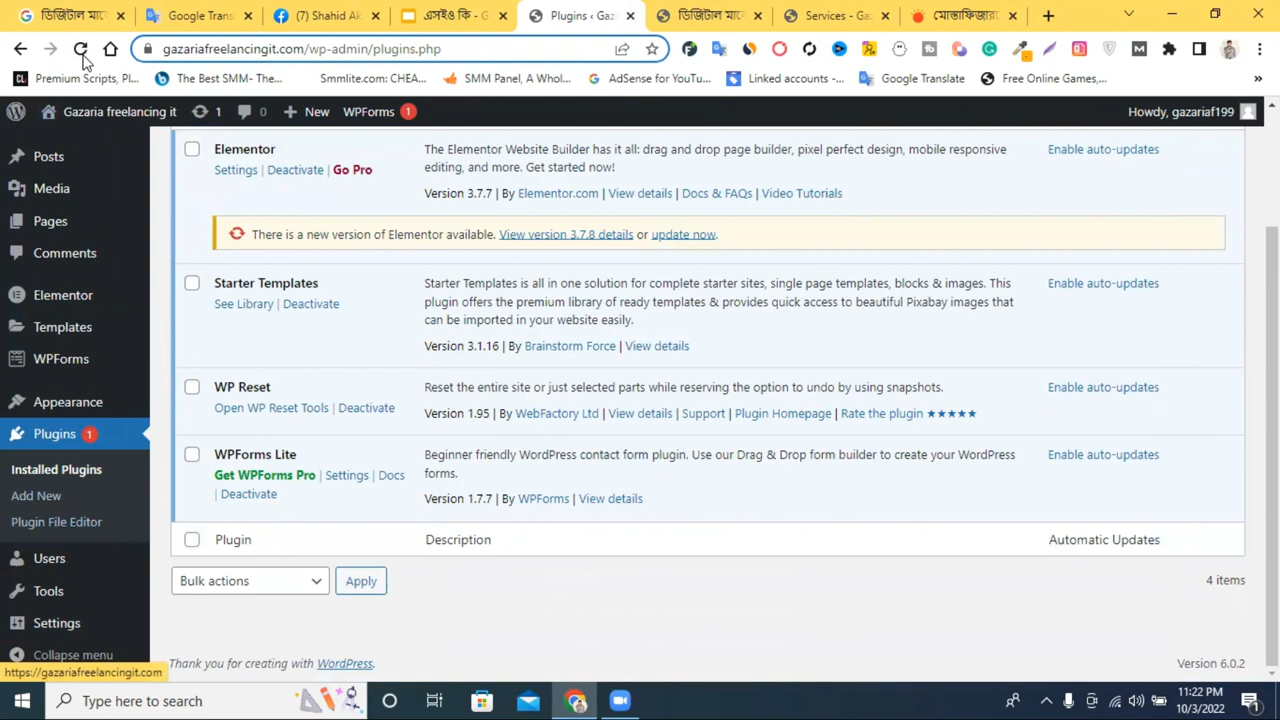 ডিজিটাল মাে
Google Trans
(7) Shahid Ak
এসইও কি - G
Plugins ‹ Gaz
ডিজিটাল মাে
Services - Ga
মোস্তাফিজার
gazariafreelancingit.com/wp-admin/plugins.php
Premium Scripts, Pl...
The Best SMM- The...
Smmlite.com: CHEA...
SMM Panel, A Whol...
AdSense for YouTu...
Linked accounts -...
Google Translate
Free Online Games,...
Gazaria freelancing it
1
0
New
WPForms 1
Howdy, gazariaf199
Posts
Media
Pages
Comments
Elementor
Templates
WPForms
Appearance
Plugins 1
Installed Plugins
Add New
Plugin File Editor
Users
Tools
Settings
Collapse menu
https://gazariafreelancingit.com
Elementor
Settings | Deactivate | Go Pro
The Elementor Website Builder has it all: drag and drop page builder, pixel perfect design, mobile responsive
editing, and more. Get started now!
Version 3.7.7 | By Elementor.com | View details | Docs & FAQs | Video Tutorials
Enable auto-updates
There is a new version of Elementor available. View version 3.7.8 details or update now.
Starter Templates
See Library | Deactivate
Starter Templates is all in one solution for complete starter sites, single page templates, blocks & images. This
plugin offers the premium library of ready templates & provides quick access to beautiful Pixabay images that
can be imported in your website easily.
Version 3.1.16 | By Brainstorm Force | View details
Enable auto-updates
WP Reset
Open WP Reset Tools | Deactivate
Reset the entire site or just selected parts while reserving the option to undo by using snapshots.
Version 1.95 | By WebFactory Ltd | View details | Support | Plugin Homepage | Rate the plugin ★★★★★
Enable auto-updates
WPForms Lite
Get WPForms Pro | Settings | Docs
| Deactivate
Beginner friendly WordPress contact form plugin. Use our Drag & Drop form builder to create your WordPress
forms.
Version 1.7.7 | By WPForms | View details
Enable auto-updates
Plugin
Description
Automatic Updates
Bulk actions
Apply
4 items
Thank you for creating with WordPress.
Version 6.0.2
Type here to search
11:22 PM
10/3/2022
1